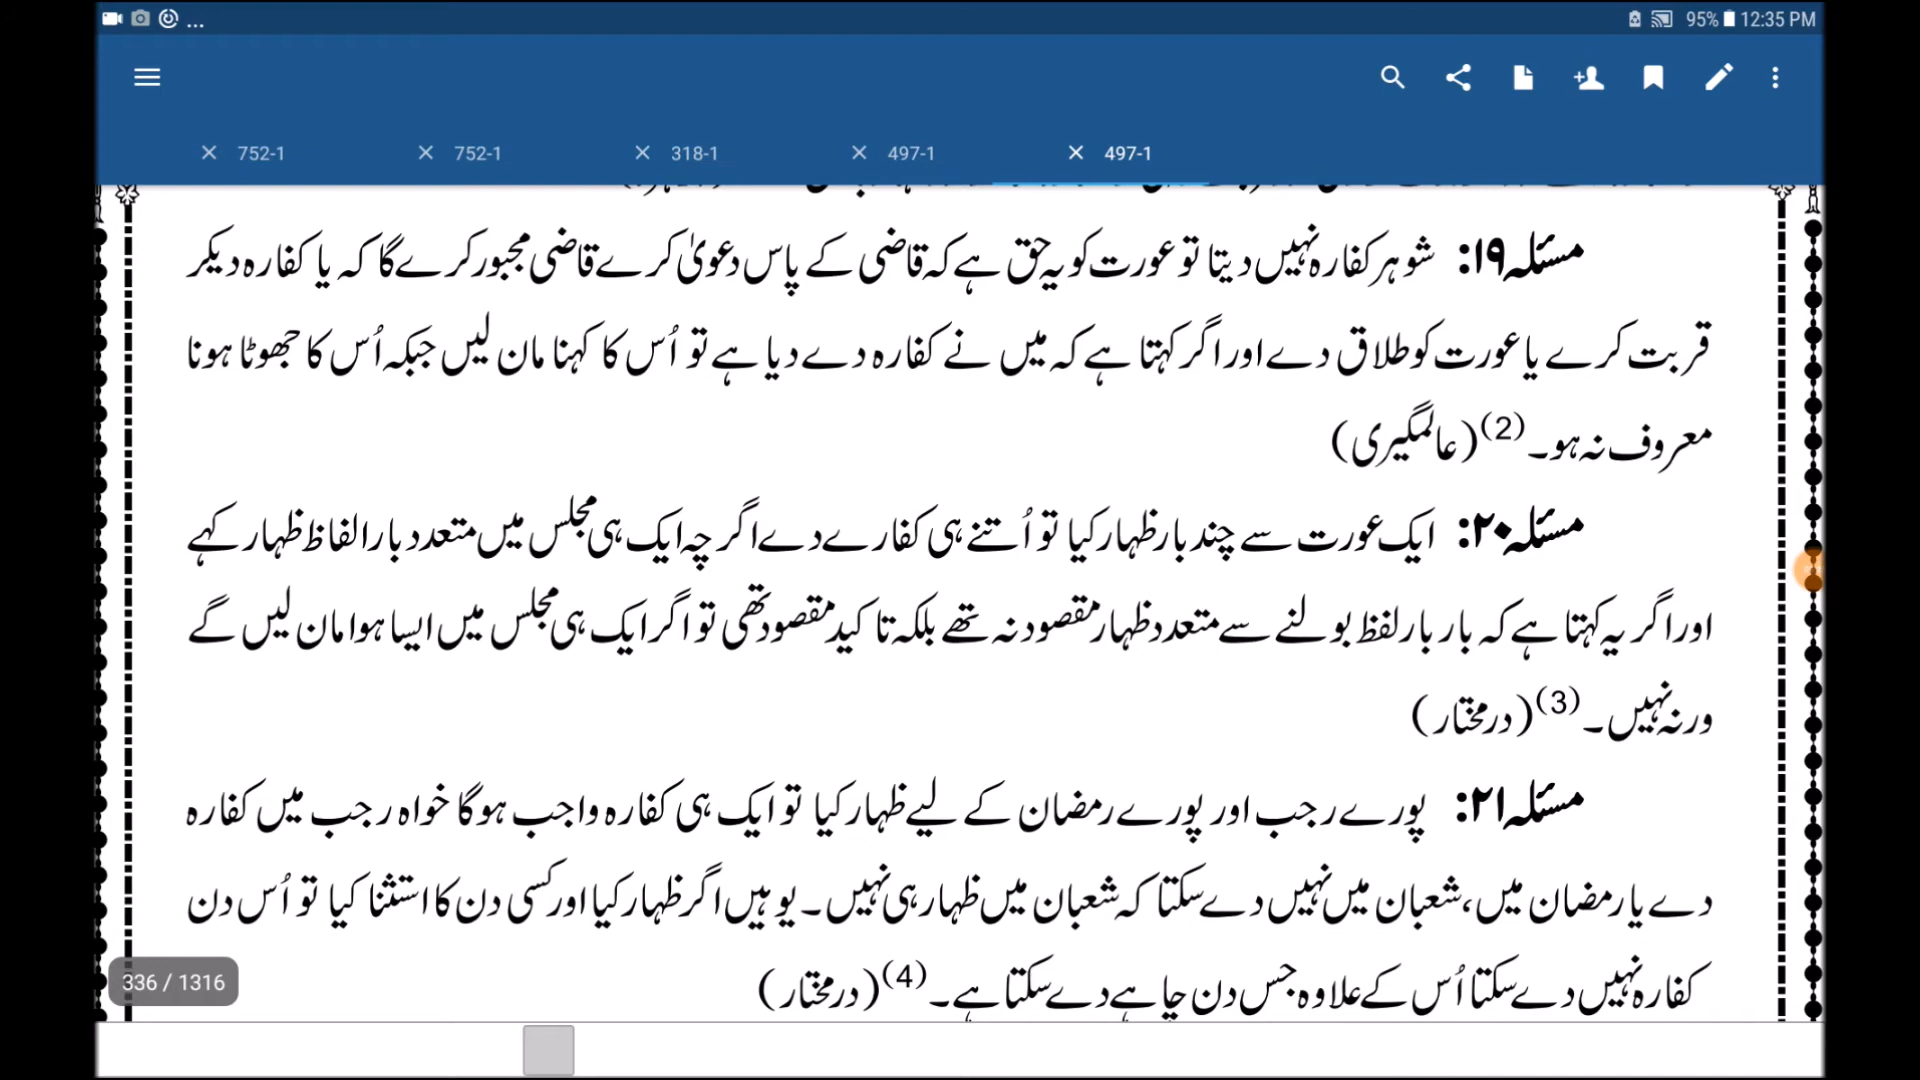 ...
95% 12:35 PM
752-1
752-1
318-1
497-1
497-1
مسئلہ ۱۹: شوہر کفارہ نہیں دیتا تو عورت کو یہ حق ہے کہ قاضی کے پاس دعویٰ کرے قاضی مجبور کرے گا کہ یا کفارہ دیکر
قربت کرے یا عورت کو طلاق دے اور اگر کہتا ہے کہ میں نے کفارہ دے دیا ہے تو اُس کا کہنا مان لیں جبکہ اُس کا جھوٹا ہونا
معروف نہ ہو۔ (2) (عالمگیری)
مسئلہ ۲۰: ایک عورت سے چند بار ظہار کیا تو اُتنے ہی کفارے دے اگرچہ ایک ہی مجلس میں متعدد بار الفاظ ظہار کہے
اور اگر یہ کہتا ہے کہ بار بار لفظ بولنے سے متعدد ظہار مقصود نہ تھے بلکہ تاکید مقصود تھی تو اگر ایک ہی مجلس میں ایسا ہوا مان لیں گے
ورنہ نہیں۔ (3) (درمختار)
مسئلہ ۲۱: پورے رجب اور پورے رمضان کے لیے ظہار کیا تو ایک ہی کفارہ واجب ہوگا خواہ رجب میں کفارہ
دے یا رمضان میں، شعبان میں نہیں دے سکتا کہ شعبان میں ظہار ہی نہیں۔ یوہیں اگر ظہار کیا اور کسی دن کا استثنا کیا تو اُس دن
کفارہ نہیں دے سکتا اُس کے علاوہ جس دن چاہے دے سکتا ہے۔ (4) (درمختار)
336 / 1316